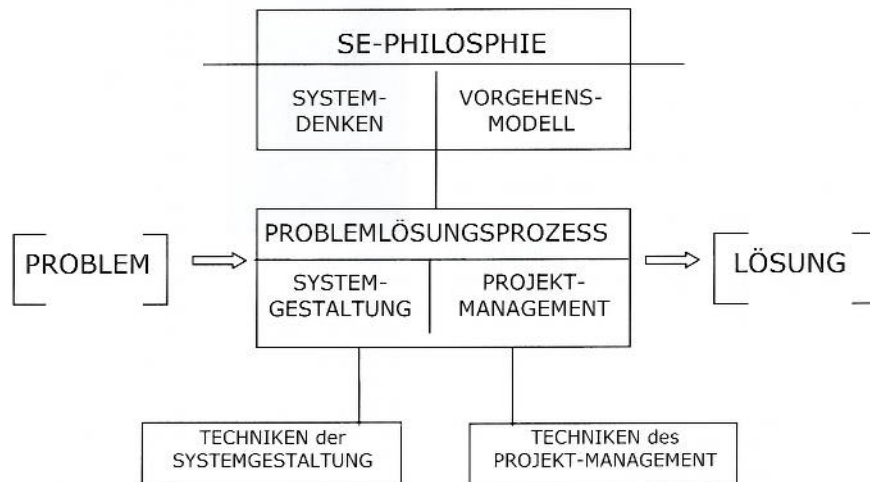 SE-PHILOSPHIE
SYSTEM-
DENKEN
VORGEHENS-
MODELL
PROBLEM
PROBLEMLÖSUNGSPROZESS
SYSTEM-
GESTALTUNG
PROJEKT-
MANAGEMENT
LÖSUNG
TECHNIKEN der
SYSTEMGESTALTUNG
TECHNIKEN des
PROJEKT-MANAGEMENT